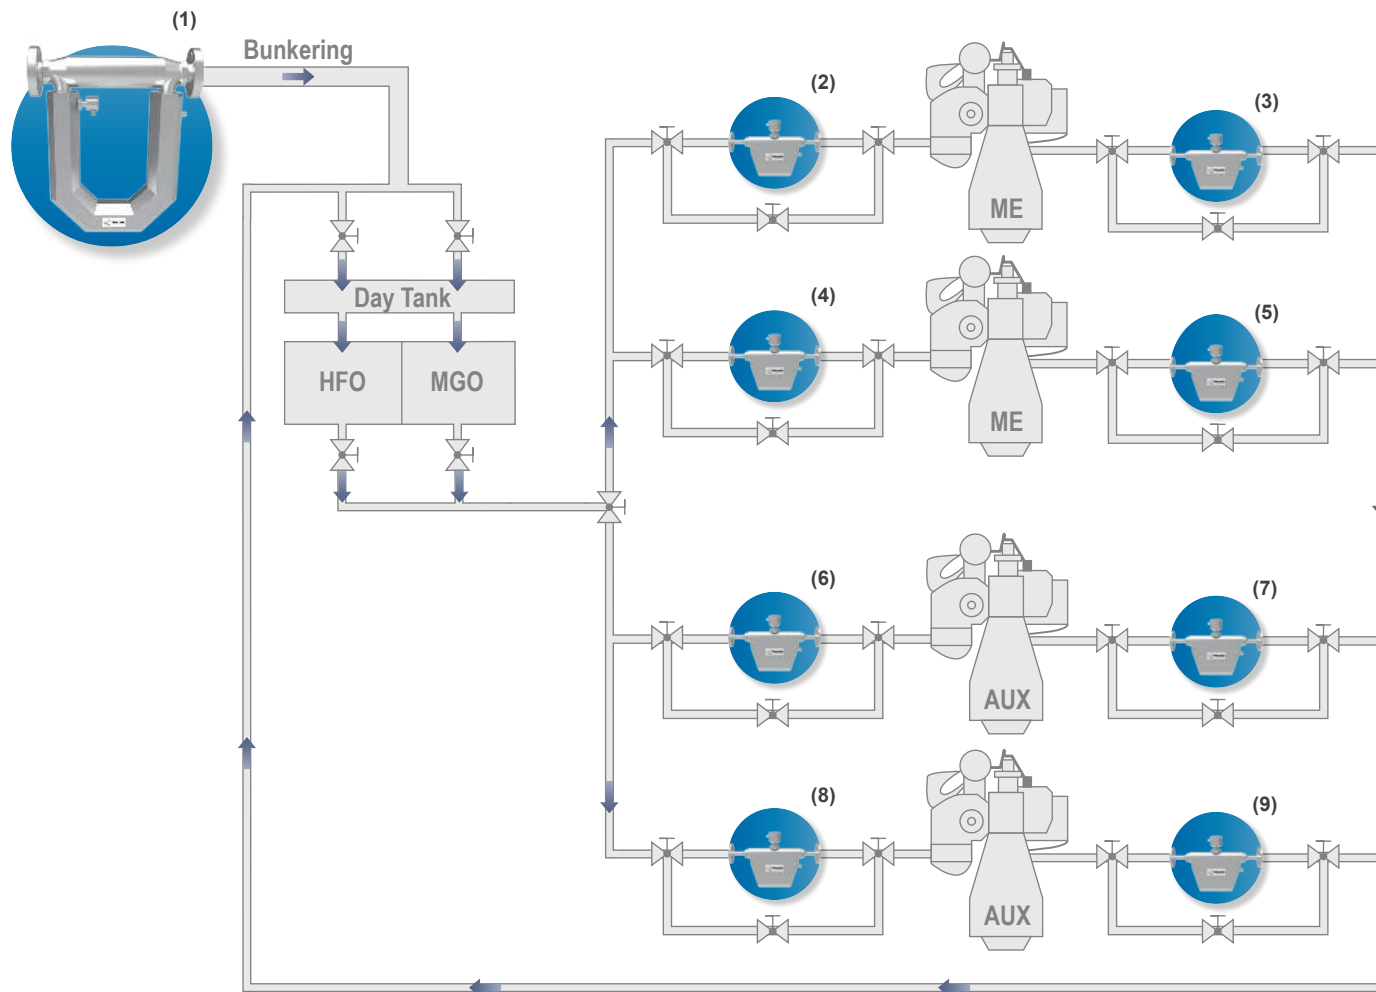 (1)
Bunkering
(2)
(3)
ME
Day Tank
(4)
(5)
HFO
MGO
ME
(6)
(7)
AUX
(8)
(9)
AUX